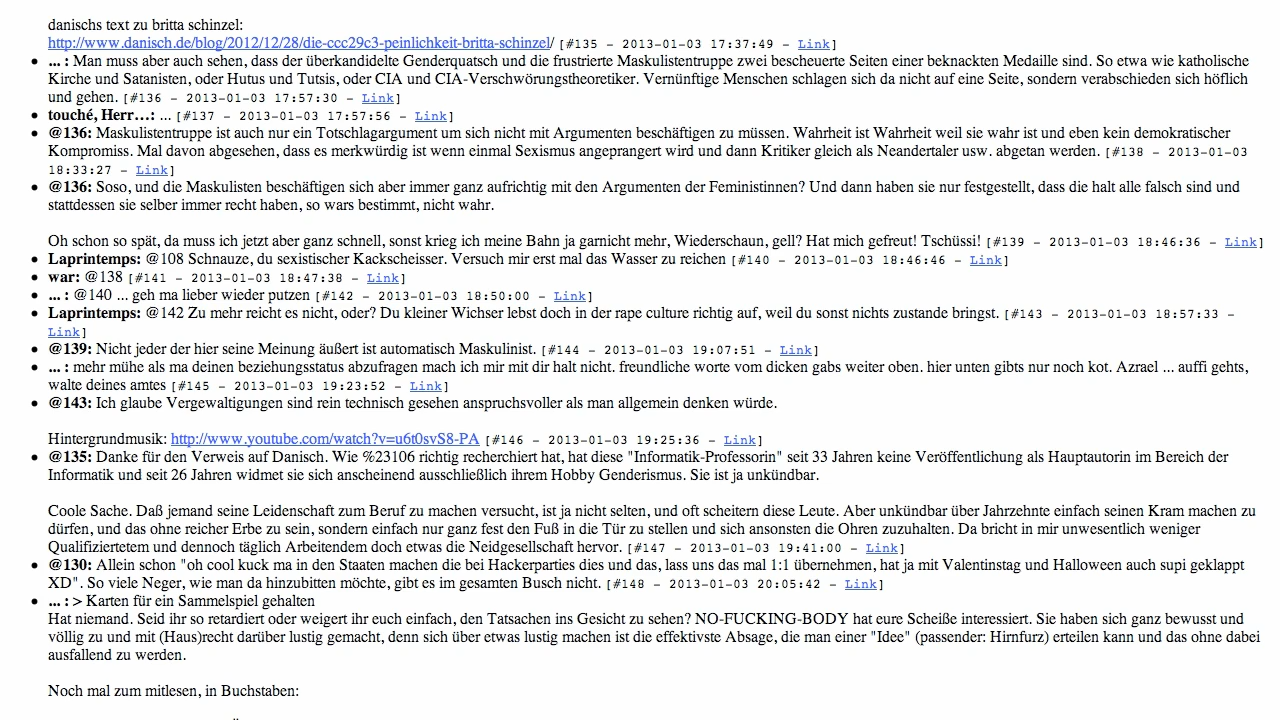 danischs text zu britta schinzel:
http://www.danisch.de/blog/2012/12/28/die-ccc29c3-peinlichkeit-britta-schinzel/ [#135 - 2013-01-03 17:37:49 - Link]
• ... : Man muss aber auch sehen, dass der überkandidelte Genderquatsch und die frustrierte Maskulistentruppe zwei bescheuerte Seiten einer beknackten Medaille sind. So etwa wie katholische
Kirche und Satanisten, oder Hutus und Tutsis, oder CIA und CIA-Verschwörungstheoretiker. Vernünftige Menschen schlagen sich da nicht auf eine Seite, sondern verabschieden sich höflich
und gehen. [#136 - 2013-01-03 17:57:30 - Link]
• touché, Herr...: ... [#137 - 2013-01-03 17:57:56 - Link]
• @136: Maskulistentruppe ist auch nur ein Totschlagargument um sich nicht mit Argumenten beschäftigen zu müssen. Wahrheit ist Wahrheit weil sie wahr ist und eben kein demokratischer
Kompromiss. Mal davon abgesehen, dass es merkwürdig ist wenn einmal Sexismus angeprangert wird und dann Kritiker gleich als Neandertaler usw. abgetan werden. [#138 - 2013-01-03
18:33:27 - Link]
• @136: Soso, und die Maskulisten beschäftigen sich aber immer ganz aufrichtig mit den Argumenten der Feministinnen? Und dann haben sie nur festgestellt, dass die halt alle falsch sind und
stattdessen sie selber immer recht haben, so wars bestimmt, nicht wahr.
Oh schon so spät, da muss ich jetzt aber ganz schnell, sonst krieg ich meine Bahn ja garnicht mehr, Wiederschaun, gell? Hat mich gefreut! Tschüssi! [#139 - 2013-01-03 18:46:36 - Link]
• Laprintemps: @108 Schnauze, du sexistischer Kackscheisser. Versuch mir erst mal das Wasser zu reichen [#140 - 2013-01-03 18:46:46 - Link]
• war: @138 [#141 - 2013-01-03 18:47:38 - Link]
• ... : @140 ... geh ma lieber wieder putzen [#142 - 2013-01-03 18:50:00 - Link]
• Laprintemps: @142 Zu mehr reicht es nicht, oder? Du kleiner Wichser lebst doch in der rape culture richtig auf, weil du sonst nichts zustande bringst. [#143 - 2013-01-03 18:57:33 -
Link]
• @139: Nicht jeder der hier seine Meinung äußert ist automatisch Maskulinist. [#144 - 2013-01-03 19:07:51 - Link]
• ... : mehr mühe als ma deinen beziehungsstatus abzufragen mach ich mir mit dir halt nicht. freundliche worte vom dicken gabs weiter oben. hier unten gibts nur noch kot. Azrael ... auffi gehts,
walte deines amtes [#145 - 2013-01-03 19:23:52 - Link]
• @143: Ich glaube Vergewaltigungen sind rein technisch gesehen anspruchsvoller als man allgemein denken würde.
Hintergrundmusik: http://www.youtube.com/watch?v=u6t0svS8-PA [#146 - 2013-01-03 19:25:36 - Link]
• @135: Danke für den Verweis auf Danisch. Wie %23106 richtig recherchiert hat, hat diese "Informatik-Professorin" seit 33 Jahren keine Veröffentlichung als Hauptautorin im Bereich der
Informatik und seit 26 Jahren widmet sie sich anscheinend ausschließlich ihrem Hobby Genderismus. Sie ist ja unkündbar.
Coole Sache. Daß jemand seine Leidenschaft zum Beruf zu machen versucht, ist ja nicht selten, und oft scheitern diese Leute. Aber unkündbar über Jahrzehnte einfach seinen Kram machen zu
dürfen, und das ohne reicher Erbe zu sein, sondern einfach nur ganz fest den Fuß in die Tür zu stellen und sich ansonsten die Ohren zuzuhalten. Da bricht in mir unwesentlich weniger
Qualifiziertetem und dennoch täglich Arbeitendem doch etwas die Neidgesellschaft hervor. [#147 - 2013-01-03 19:41:00 - Link]
• @130: Allein schon "oh cool kuck ma in den Staaten machen die bei Hackerparties dies und das, lass uns das mal 1:1 übernehmen, hat ja mit Valentinstag und Halloween auch supi geklappt
XD". So viele Neger, wie man da hinzubitten möchte, gibt es im gesamten Busch nicht. [#148 - 2013-01-03 20:05:42 - Link]
• ... : > Karten für ein Sammelspiel gehalten
Hat niemand. Seid ihr so retardiert oder weigert ihr euch einfach, den Tatsachen ins Gesicht zu sehen? NO-FUCKING-BODY hat eure Scheiße interessiert. Sie haben sich ganz bewusst und
völlig zu und mit (Haus)recht darüber lustig gemacht, denn sich über etwas lustig machen ist die effektivste Absage, die man einer "Idee" (passender: Hirnfurz) erteilen kann und das ohne dabei
ausfallend zu werden.
Noch mal zum mitlesen, in Buchstaben: